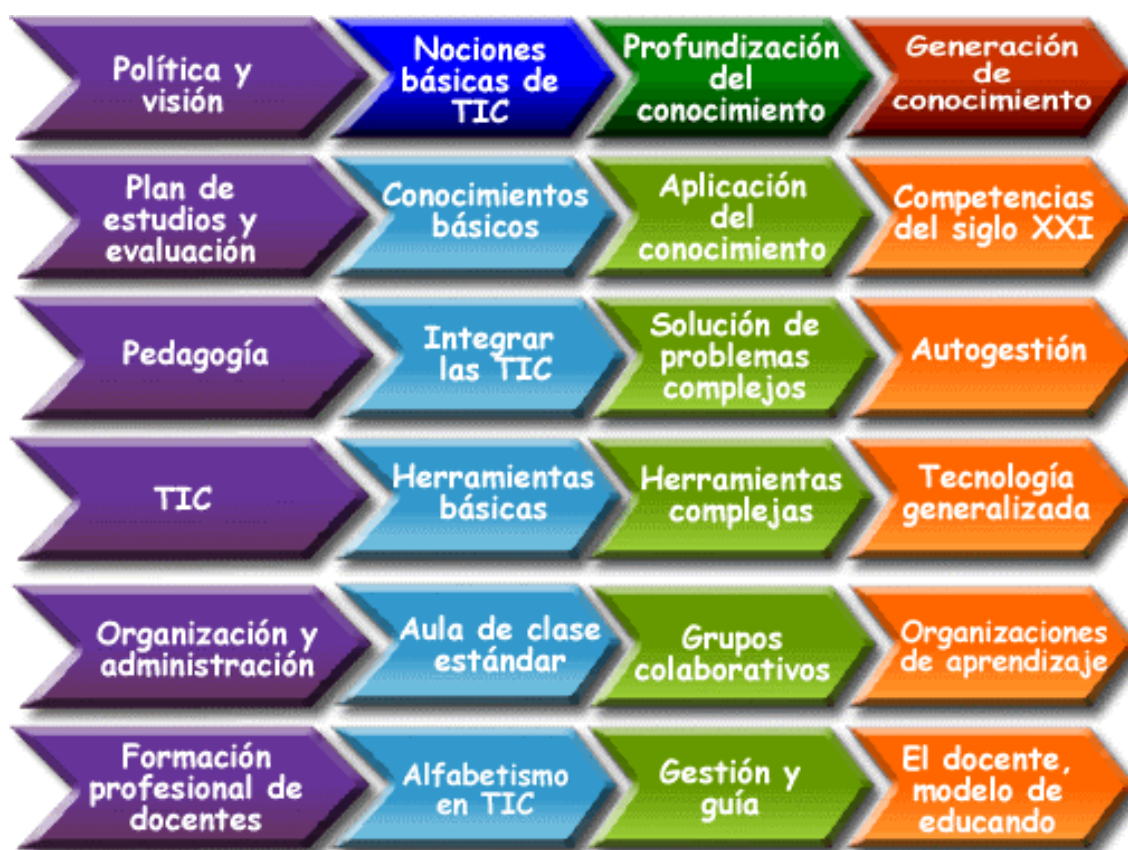 Política y
visión
Nociones
básicas de
TIC
Profundización
del
conocimiento
Generación
de
conocimiento
Plan de
estudios y
evaluación
Conocimientos
básicos
Aplicación
del
conocimiento
Competencias
del siglo XXI
Pedagogía
Integrar
las TIC
Solución de
problemas
complejos
Autogestión
TIC
Herramientas
básicas
Herramientas
complejas
Tecnología
generalizada
Organización y
administración
Aula de clase
estándar
Grupos
colaborativos
Organizaciones
de aprendizaje
Formación
profesional de
docentes
Alfabetismo
en TIC
Gestión y
guía
El docente,
modelo de
educando